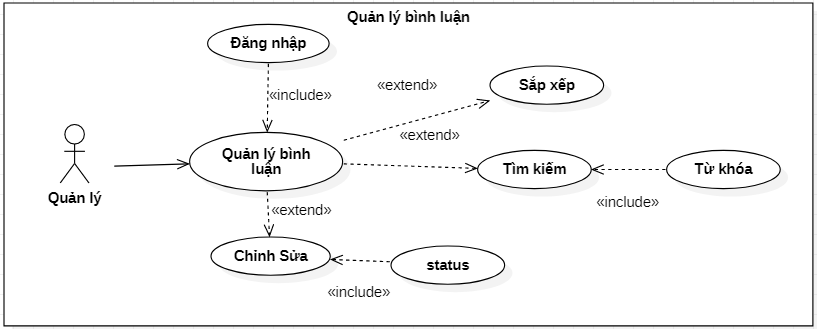 Quản lý bình luận
Đăng nhập
«include»
«extend»
Sắp xếp
«extend»
Quản lý bình
luận
Tìm kiếm
Từ khóa
Quản lý
«include»
«extend»
Chỉnh Sửa
status
«include»